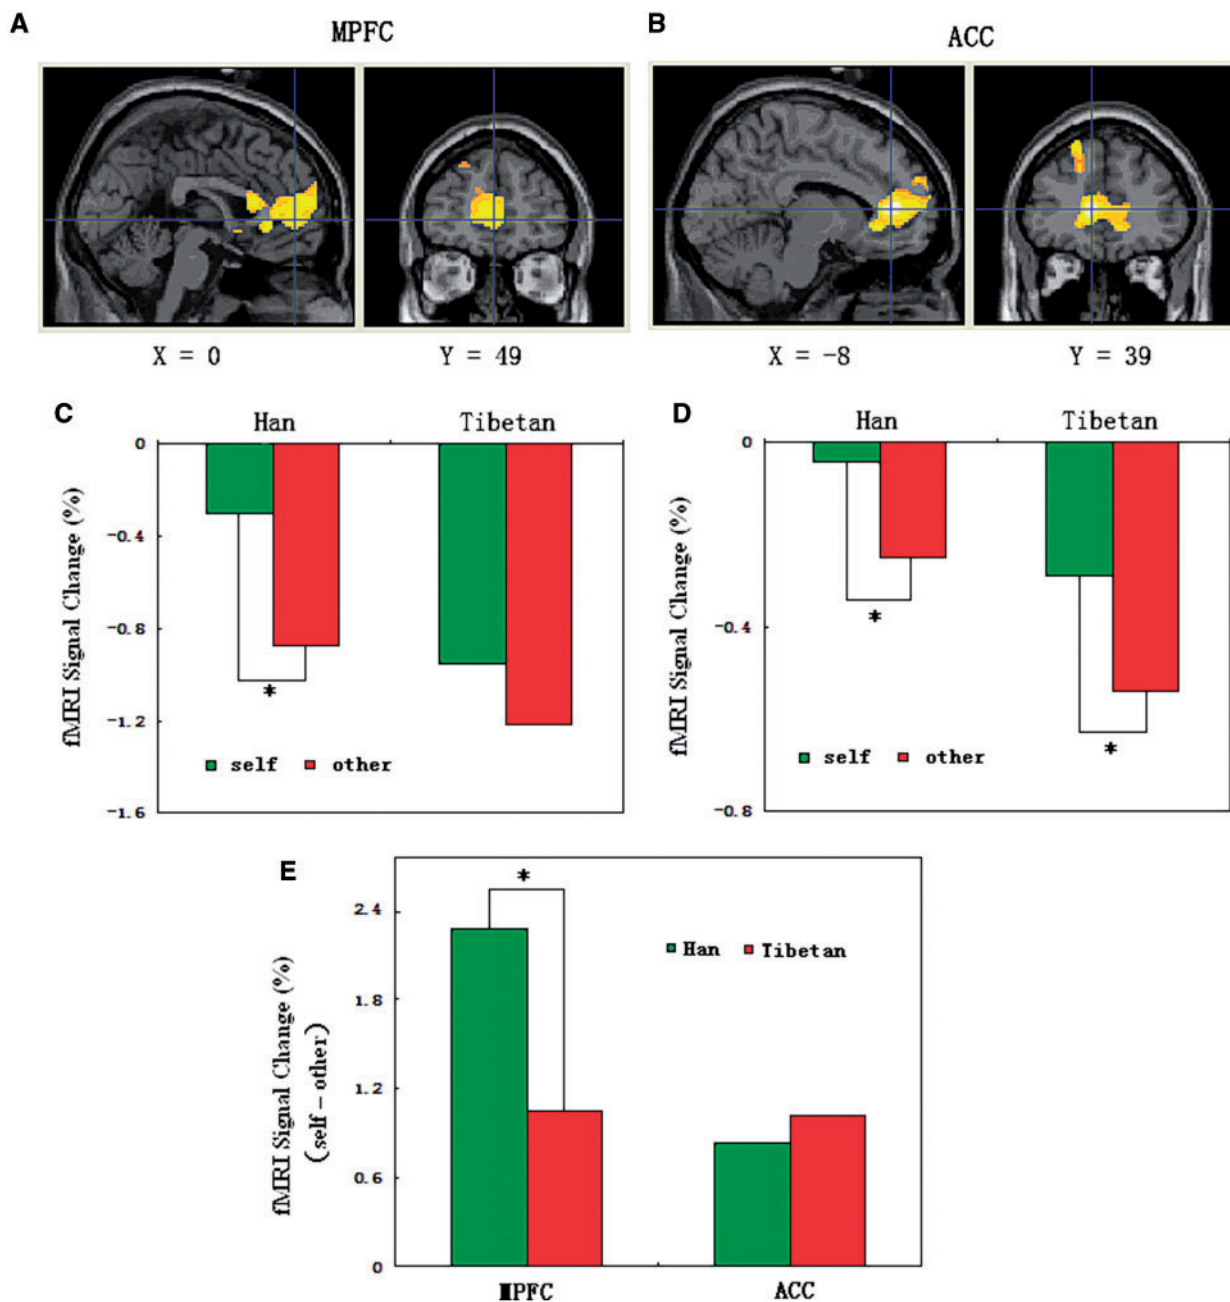 A
MPFC
X = 0
Y = 49
B
ACC
X = -8
Y = 39
C
Han
Tibetan
fMRI Signal Change (%)
0
-0.4
-0.8
-1.2
-1.6
*
self
other
D
Han
Tibetan
fMRI Signal Change (%)
0
-0.4
-0.8
*
*
self
other
E
fMRI Signal Change (%)
(self - other)
2.4
1.8
1.2
0.6
0
*
Han
Tibetan
MPFC
ACC